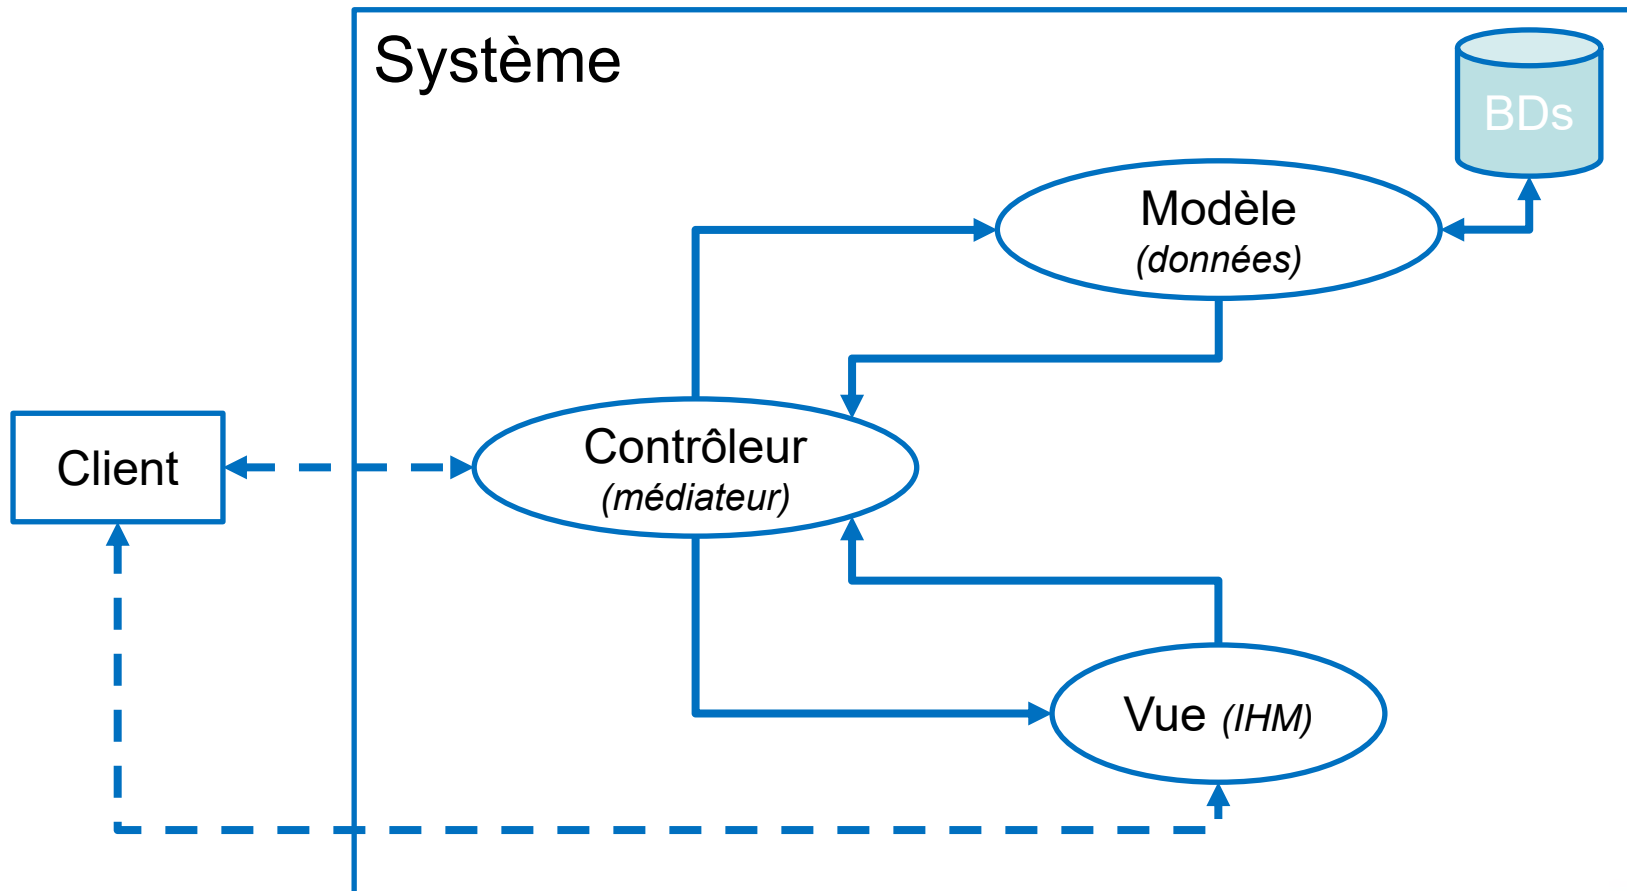 Système
BDs
Modèle
(données)
Contrôleur
(médiateur)
Client
Vue (IHM)